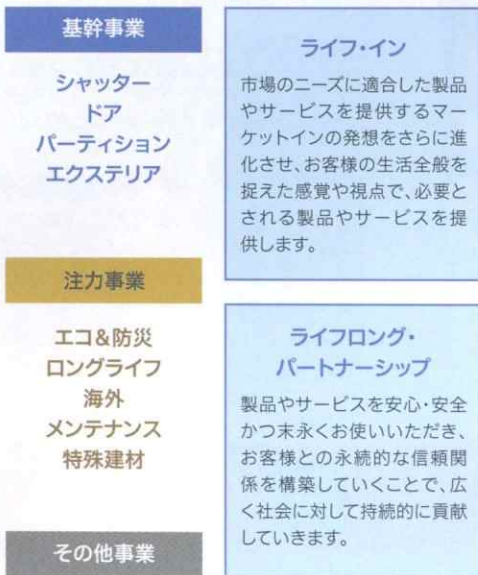 基幹事業
シャッター
ドア
パーティション
エクステリア
注力事業
エコ&防災
ロングライフ
海外
メンテナンス
特殊建材
その他事業
ライフ・イン
市場のニーズに適合した製品
やサービスを提供するマー
ケットインの発想をさらに進
化させ、お客様の生活全般を
捉えた感覚や視点で、必要と
される製品やサービスを提
供します。
ライフロング・
パートナーシップ
製品やサービスを安心・安全
かつ末永くお使いいただき、
お客様との永続的な信頼関
係を構築していくことで、広
く社会に対して持続的に貢献
していきます。